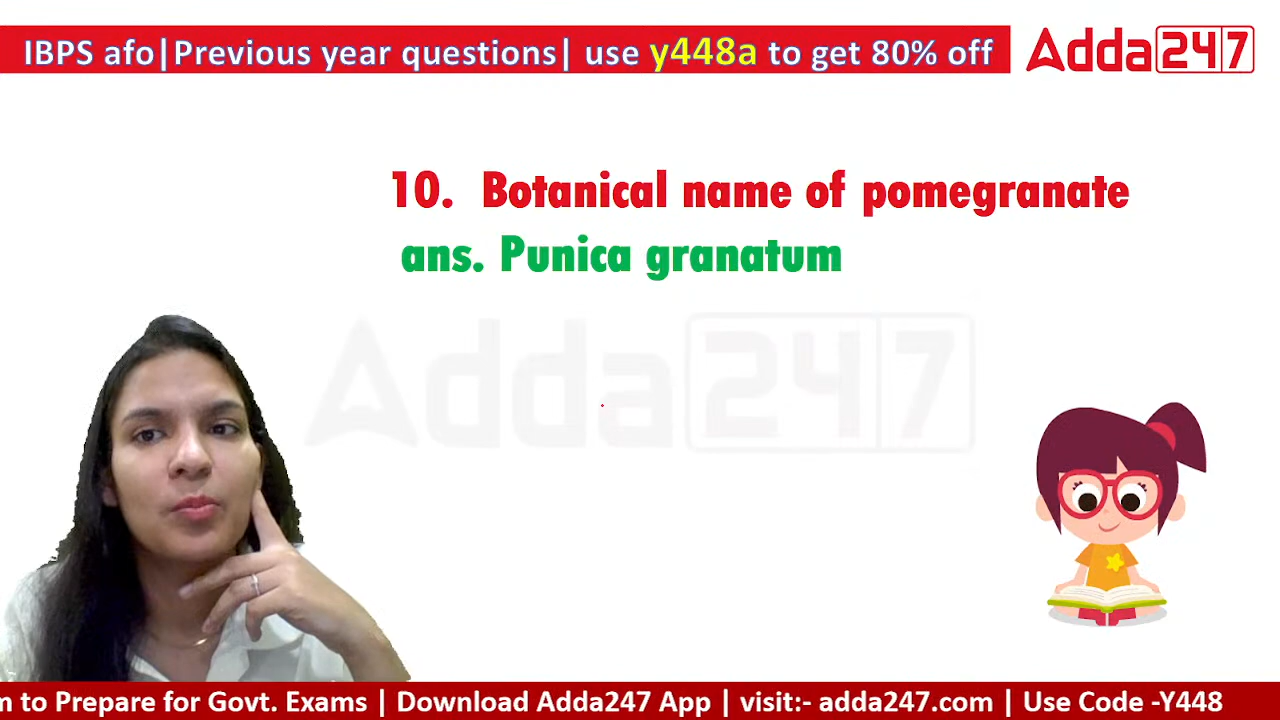 IBPS afo|Previous year questions| use y448a to get 80% off
Adda247
10. Botanical name of pomegranate
ans. Punica granatum
Adda247
to Prepare for Govt. Exams | Download Adda247 App | visit:- adda247.com | Use Code -Y448